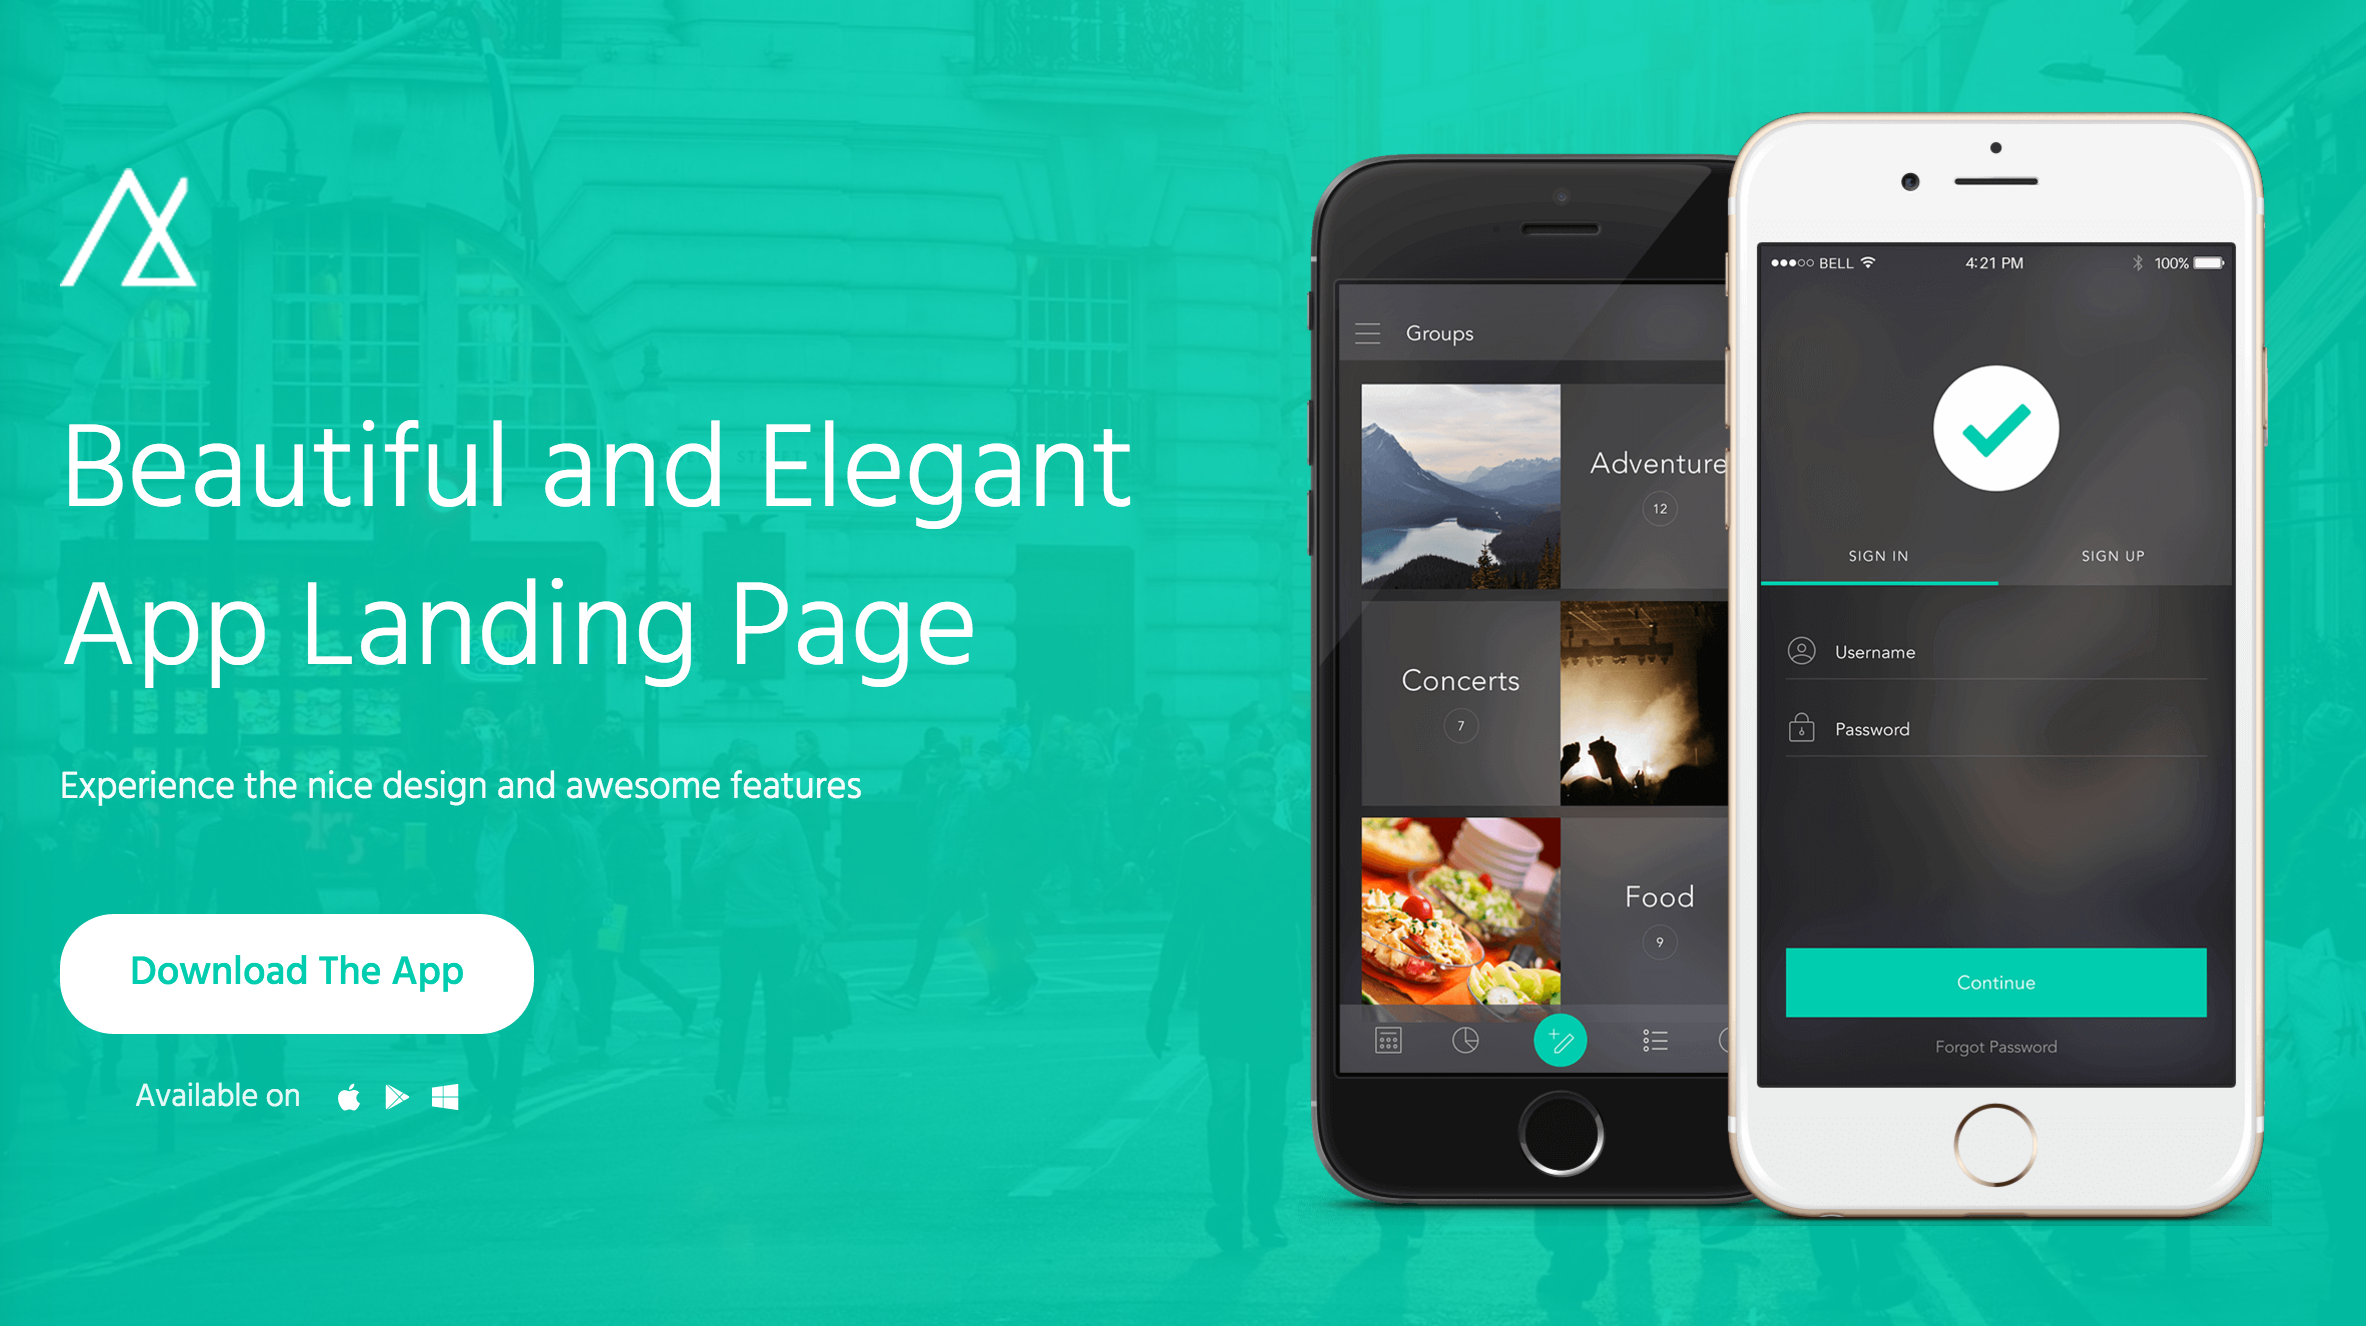 Beautiful and Elegant
App Landing Page
Experience the nice design and awesome features
Download The App
Available on
Groups
Adventure
12
Concerts
7
Food
9
BELL 4:21 PM 100%
SIGN IN SIGN UP
Username
Password
Continue
Forgot Password